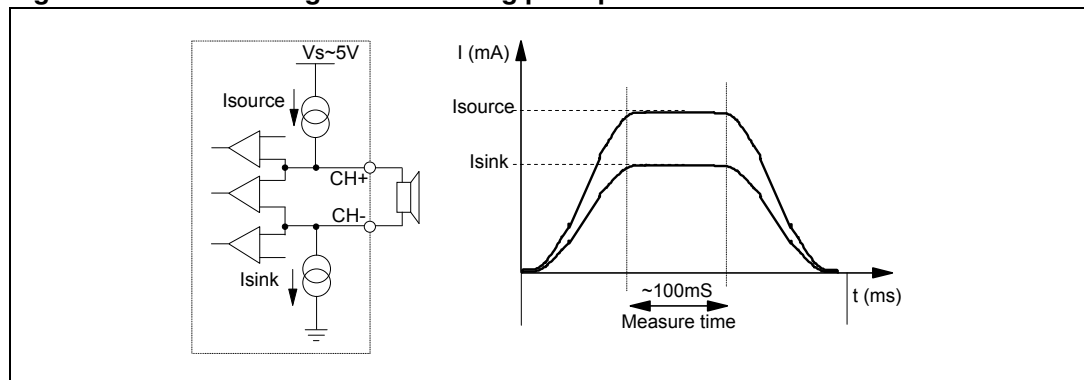 Vs~5V
Isource
CH+
CH-
Isink
I (mA)
Isource
Isink
~100mS
Measure time
t (ms)